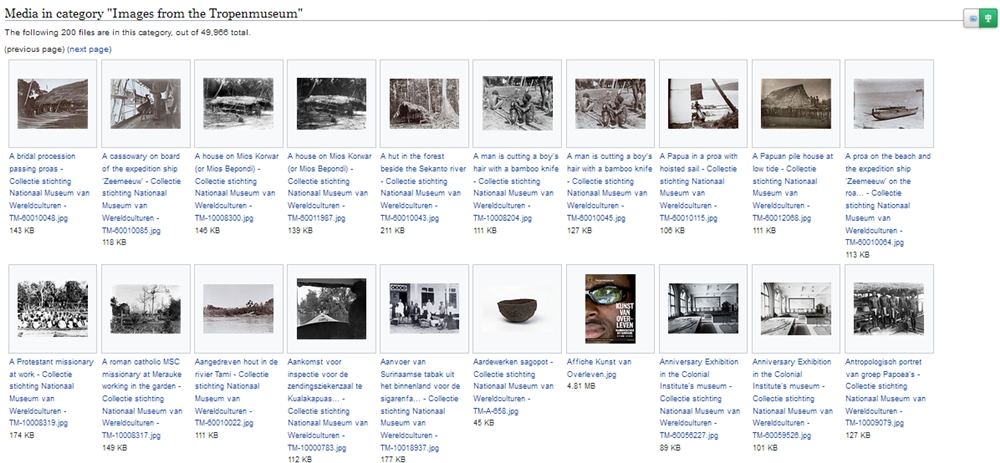 Media in category "Images from the Tropenmuseum"
The following 200 files are in this category, out of 49,966 total.
(previous page) (next page)
A bridal procession
passing proas -
Collectie stichting
Nationaal Museum van
Wereldculturen -
TM-60010048.jpg
143 KB
A cassowary on board
of the expedition ship
'Zeemeeuw' - Collectie
stichting Nationaal
Museum van
Wereldculturen -
TM-60010085.jpg
118 KB
A house on Mios Korwar
(or Mios Bepondi) -
Collectie stichting
Nationaal Museum van
Wereldculturen -
TM-10008300.jpg
146 KB
A house on Mios Korwar
(or Mios Bepondi) -
Collectie stichting
Nationaal Museum van
Wereldculturen -
TM-60011987.jpg
139 KB
A hut in the forest
beside the Sekanto river
- Collectie stichting
Nationaal Museum van
Wereldculturen -
TM-60010043.jpg
211 KB
A man is cutting a boy's
hair with a bamboo knife
- Collectie stichting
Nationaal Museum van
Wereldculturen -
TM-10008204.jpg
111 KB
A man is cutting a boy's
hair with a bamboo knife
- Collectie stichting
Nationaal Museum van
Wereldculturen -
TM-60010045.jpg
127 KB
A Papua in a proa with
hoisted sail - Collectie
stichting Nationaal
Museum van
Wereldculturen -
TM-60010115.jpg
106 KB
A Papuan pile house at
low tide - Collectie
stichting Nationaal
Museum van
Wereldculturen -
TM-60012068.jpg
111 KB
A proa on the beach and
the expedition ship
'Zeemeeuw' on the
roa... - Collectie
stichting Nationaal
Museum van
Wereldculturen -
TM-60010064.jpg
113 KB
A Protestant missionary
at work - Collectie
stichting Nationaal
Museum van
Wereldculturen -
TM-10008319.jpg
174 KB
A roman catholic MSC
missionary at Merauke
working in the garden -
Collectie stichting
Nationaal Museum van
Wereldculturen -
TM-10008317.jpg
149 KB
Aangedreven hout in de
rivier Tami - Collectie
stichting Nationaal
Museum van
Wereldculturen -
TM-60010022.jpg
111 KB
Aankomst voor
inspectie voor de
zendingsziekenzaal te
Kualakapuas... -
Collectie stichting
Nationaal Museum van
Wereldculturen -
TM-10000783.jpg
112 KB
Aanvoer van
Surinaamse tabak uit
het binnenland voor de
sigarenfa... - Collectie
stichting Nationaal
Museum van
Wereldculturen -
TM-10018937.jpg
177 KB
Aardewerken sagopot -
Collectie stichting
Nationaal Museum van
Wereldculturen -
TM-A-658.jpg
45 KB
KUNST
VAN
OVER-
LEVEN
Affiche Kunst van
Overleven.jpg
4.81 MB
Anniversary Exhibition
in the Colonial
Institute's museum -
Collectie stichting
Nationaal Museum van
Wereldculturen -
TM-60056227.jpg
89 KB
Anniversary Exhibition
in the Colonial
Institute's museum -
Collectie stichting
Nationaal Museum van
Wereldculturen -
TM-60059526.jpg
101 KB
Antropologisch portret
van groep Papoea's -
Collectie stichting
Nationaal Museum van
Wereldculturen -
TM-10009079.jpg
127 KB